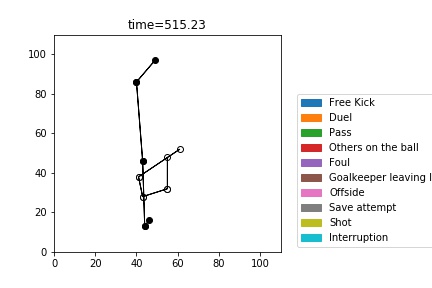 time=515.23
100
80
60
40
20
0
0 20 40 60 80 100
Free Kick
Duel
Pass
Others on the ball
Foul
Goalkeeper leaving l
Offside
Save attempt
Shot
Interruption